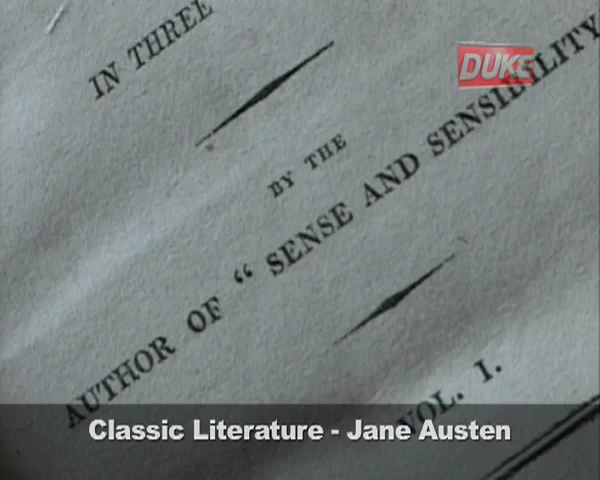 IN THREE
DUKE
BY THE
AUTHOR OF " SENSE AND SENSIBILITY
VOL. I.
Classic Literature - Jane Austen